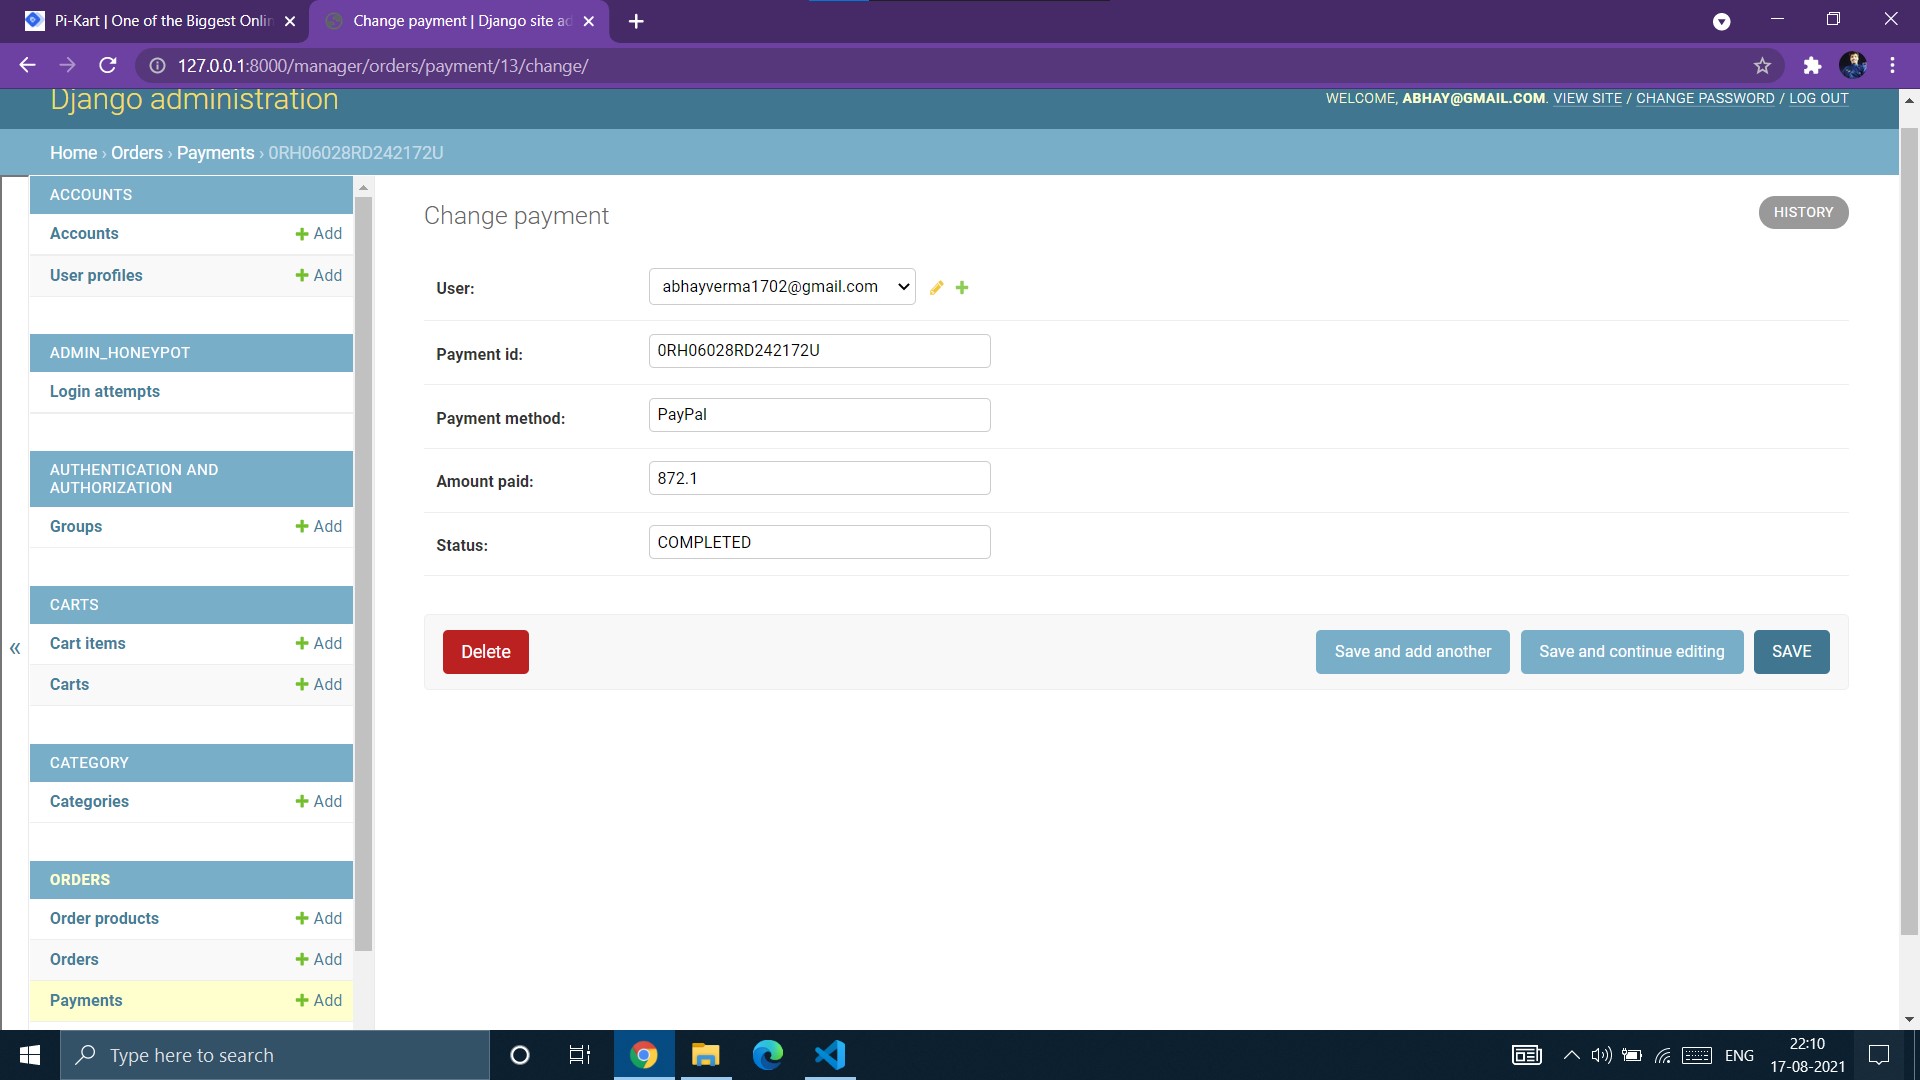 Pi-Kart | One of the Biggest Onlin
Change payment | Django site ad
127.0.0.1:8000/manager/orders/payment/13/change/
Django administration
WELCOME, ABHAY@GMAIL.COM. VIEW SITE / CHANGE PASSWORD / LOG OUT
Home › Orders › Payments › 0RH06028RD242172U
ACCOUNTS
Accounts + Add
User profiles + Add
ADMIN_HONEYPOT
Login attempts
AUTHENTICATION AND
AUTHORIZATION
Groups + Add
CARTS
Cart items + Add
Carts + Add
CATEGORY
Categories + Add
ORDERS
Order products + Add
Orders + Add
Payments + Add
«
Change payment
HISTORY
User: abhayverma1702@gmail.com
Payment id: 0RH06028RD242172U
Payment method: PayPal
Amount paid: 872.1
Status: COMPLETED
Delete
Save and add another
Save and continue editing
SAVE
Type here to search
ENG
22:10
17-08-2021